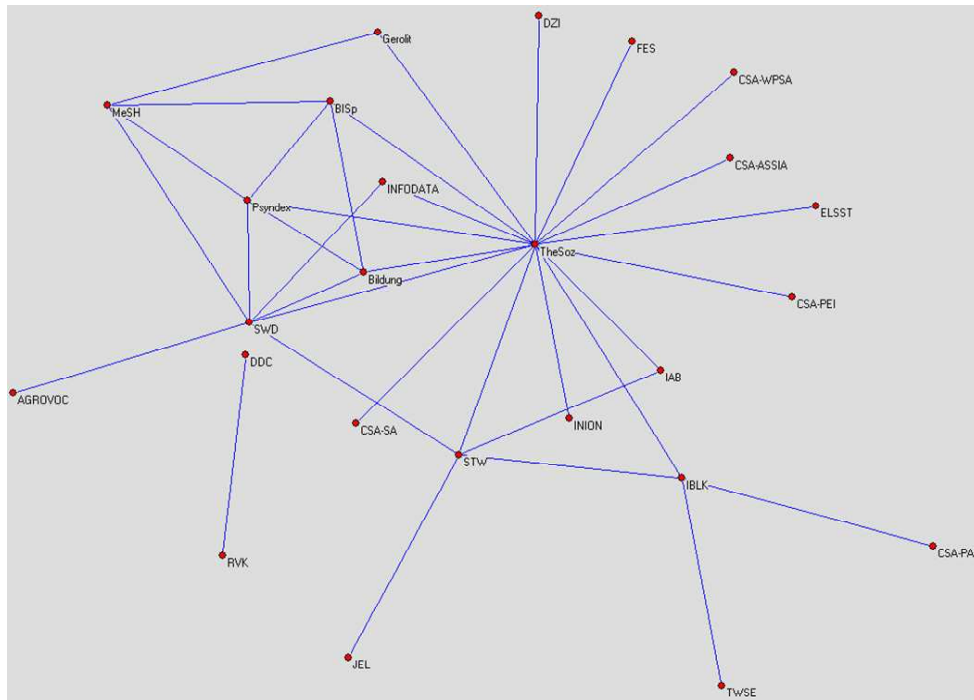 DZI
Gerolit
FES
CSA-WPSA
MeSH
BISp
CSA-ASSIA
INFODATA
Psyndex
ELSST
TheSoz
Bildung
CSA-PEI
SWD
DDC
IAB
AGROVOC
INION
CSA-SA
STW
IBLK
CSA-PA
RVK
JEL
TWSE